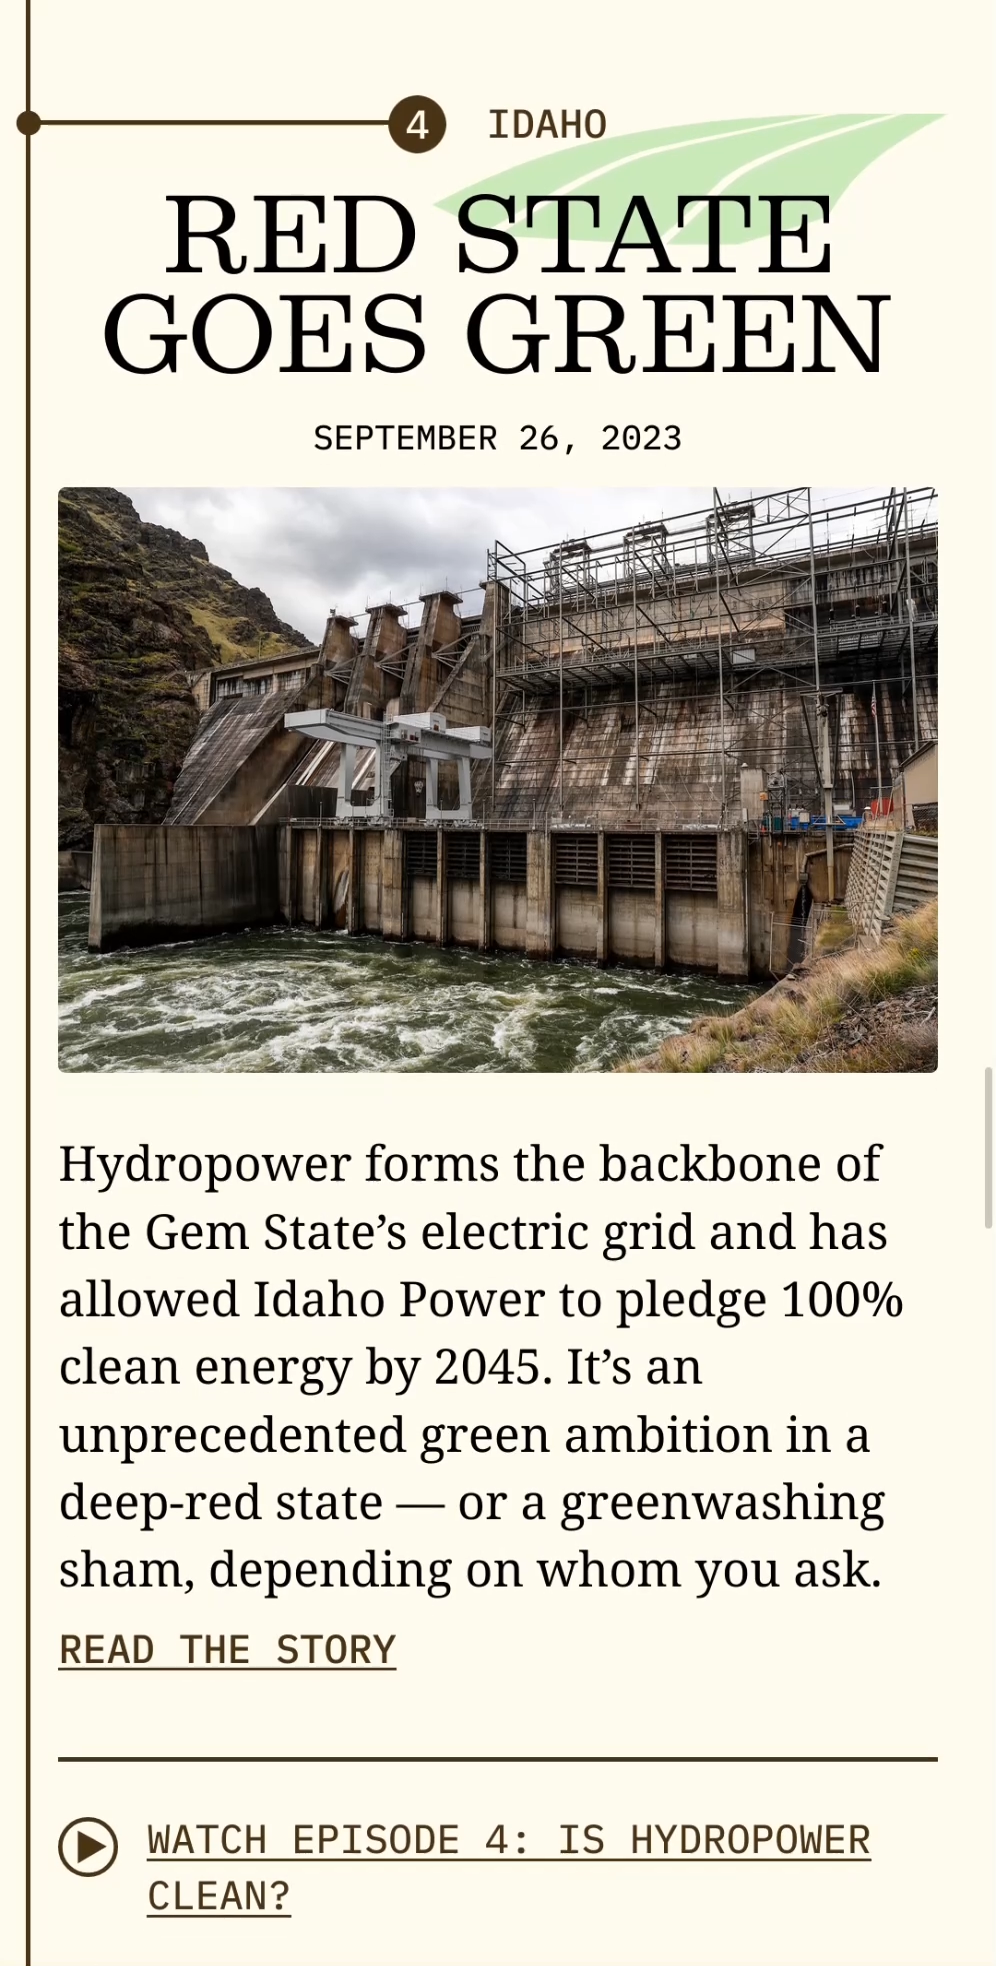 4 IDAHO
RED STATE
GOES GREEN
SEPTEMBER 26, 2023
Hydropower forms the backbone of
the Gem State’s electric grid and has
allowed Idaho Power to pledge 100%
clean energy by 2045. It’s an
unprecedented green ambition in a
deep-red state — or a greenwashing
sham, depending on whom you ask.
READ THE STORY
WATCH EPISODE 4: IS HYDROPOWER
CLEAN?